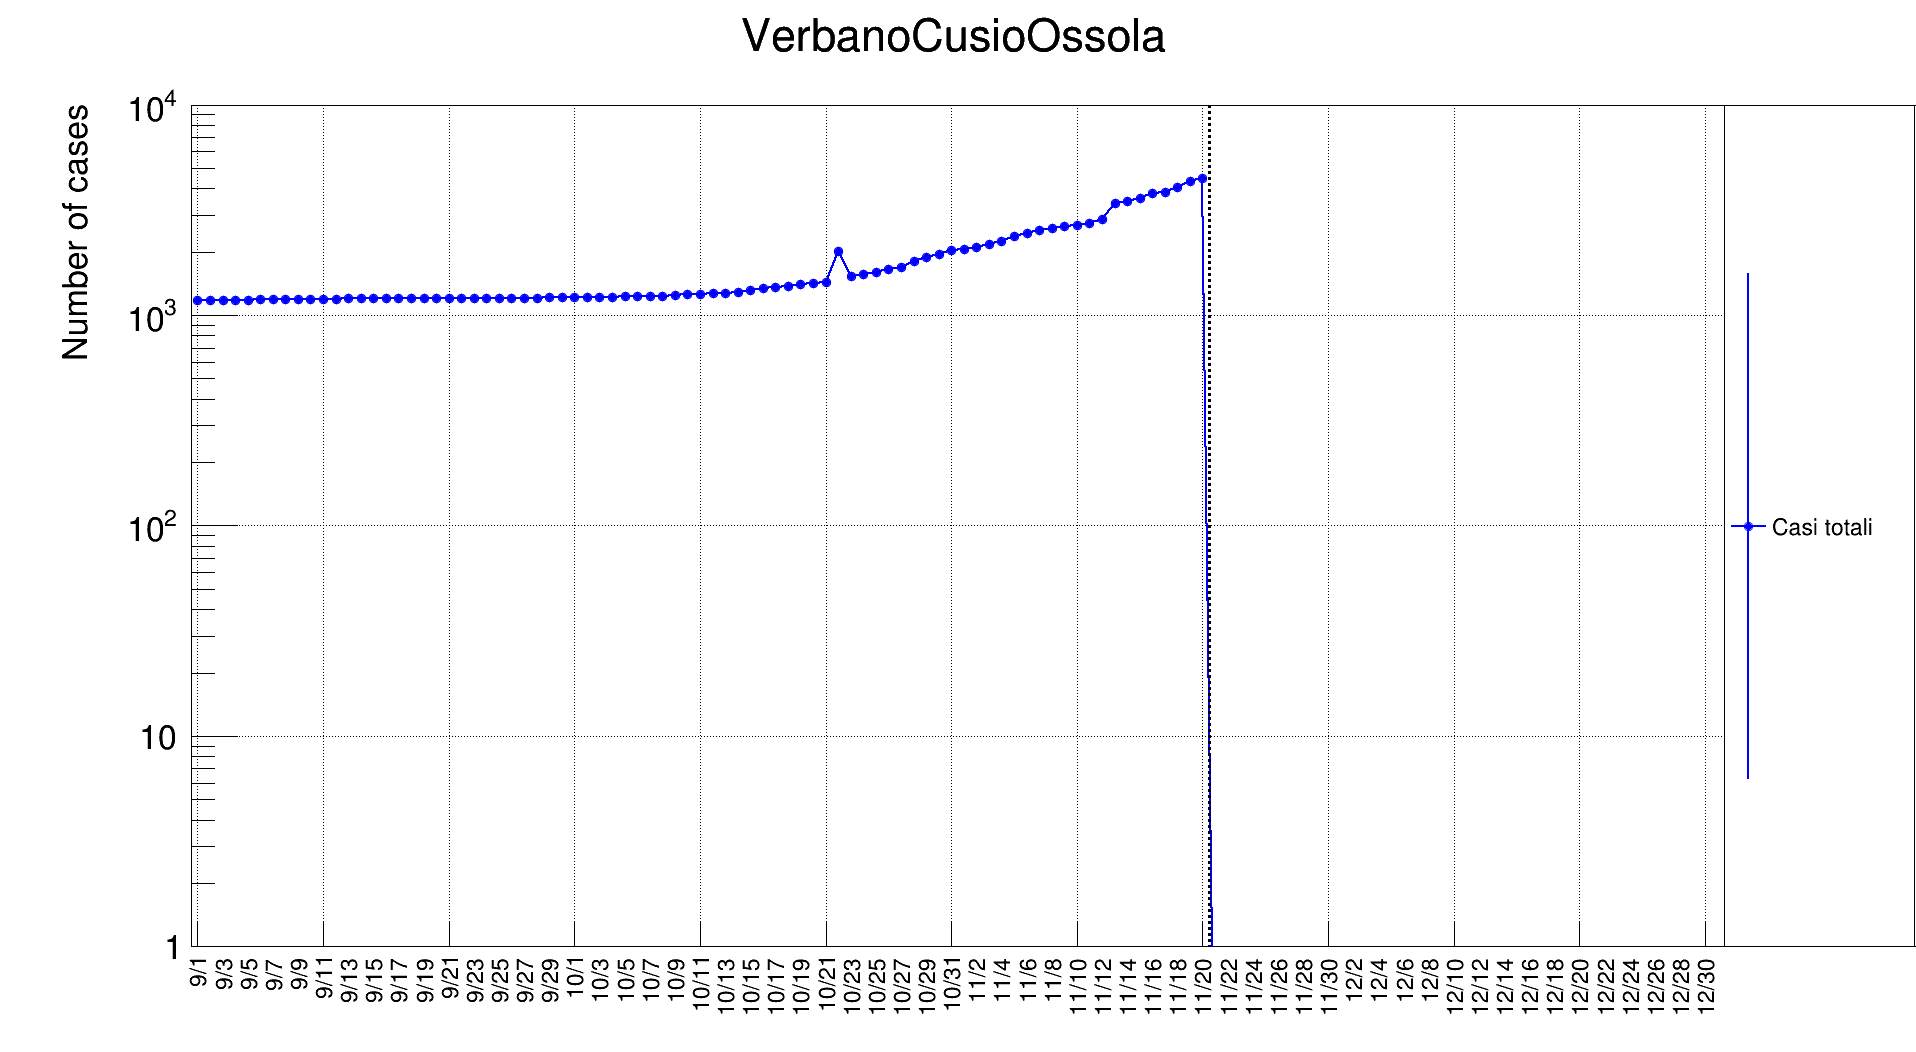 VerbanoCusioOssola
Number of cases
10^4
10^3
10^2
10
1
9/1 9/3 9/5 9/7 9/9 9/11 9/13 9/15 9/17 9/19 9/21 9/23 9/25 9/27 9/29 10/1 10/3 10/5 10/7 10/9 10/11 10/13 10/15 10/17 10/19 10/21 10/23 10/25 10/27 10/29 10/31 11/2 11/4 11/6 11/8 11/10 11/12 11/14 11/16 11/18 11/20 11/22 11/24 11/26 11/28 11/30 12/2 12/4 12/6 12/8 12/10 12/12 12/14 12/16 12/18 12/20 12/22 12/24 12/26 12/28 12/30
Casi totali